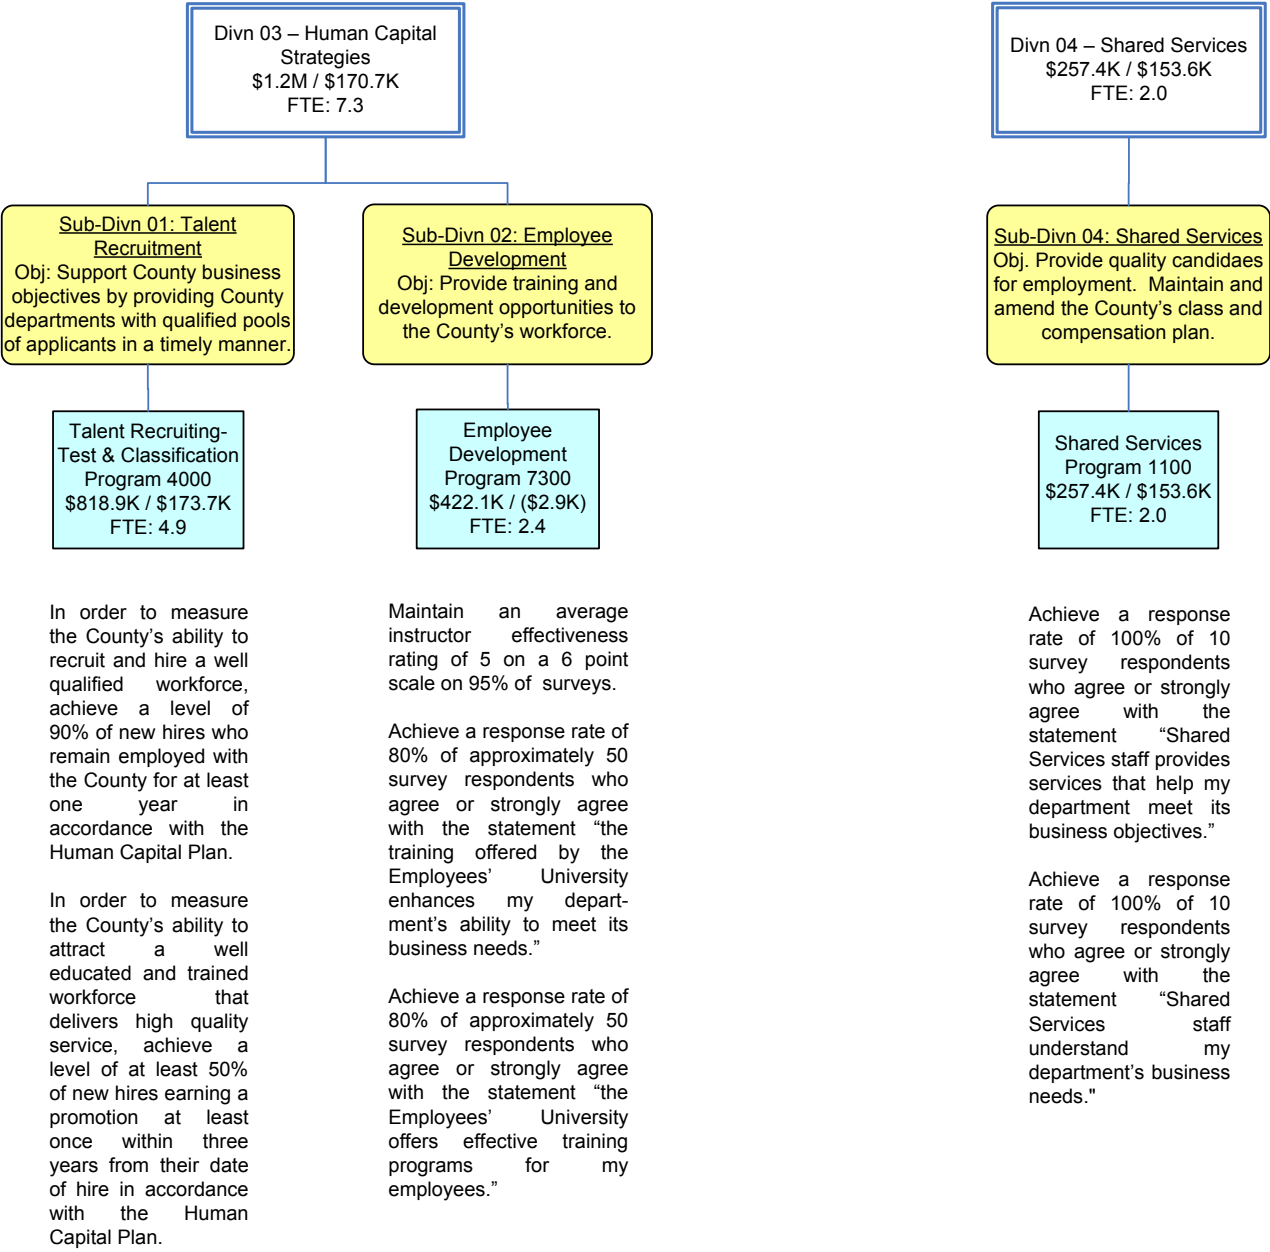 Divn 03 – Human Capital
Strategies
$1.2M / $170.7K
FTE: 7.3
Divn 04 – Shared Services
$257.4K / $153.6K
FTE: 2.0
Sub-Divn 01: Talent
Recruitment
Obj: Support County business
objectives by providing County
departments with qualified pools
of applicants in a timely manner.
Sub-Divn 02: Employee
Development
Obj: Provide training and
development opportunities to
the County’s workforce.
Sub-Divn 04: Shared Services
Obj. Provide quality candidaes
for employment.  Maintain and
amend the County’s class and
compensation plan.
Talent Recruiting-
Test & Classification
Program 4000
$818.9K / $173.7K
FTE: 4.9
Employee
Development
Program 7300
$422.1K / ($2.9K)
FTE: 2.4
Shared Services
Program 1100
$257.4K / $153.6K
FTE: 2.0
In order to measure
the County’s ability to
recruit and hire a well
qualified workforce,
achieve a level of
90% of new hires who
remain employed with
the County for at least
one year in
accordance with the
Human Capital Plan.
In order to measure
the County’s ability to
attract a well
educated and trained
workforce that
delivers high quality
service, achieve a
level of at least 50%
of new hires earning a
promotion at least
once within three
years from their date
of hire in accordance
with the Human
Capital Plan.
Maintain an average
instructor effectiveness
rating of 5 on a 6 point
scale on 95% of surveys.
Achieve a response rate of
80% of approximately 50
survey respondents who
agree or strongly agree
with the statement “the
training offered by the
Employees’ University
enhances my depart-
ment’s ability to meet its
business needs.”
Achieve a response rate of
80% of approximately 50
survey respondents who
agree or strongly agree
with the statement “the
Employees’ University
offers effective training
programs for my
employees.”
Achieve a response
rate of 100% of 10
survey respondents
who agree or strongly
agree with the
statement “Shared
Services staff provides
services that help my
department meet its
business objectives.”
Achieve a response
rate of 100% of 10
survey respondents
who agree or strongly
agree with the
statement “Shared
Services staff
understand my
department’s business
needs."